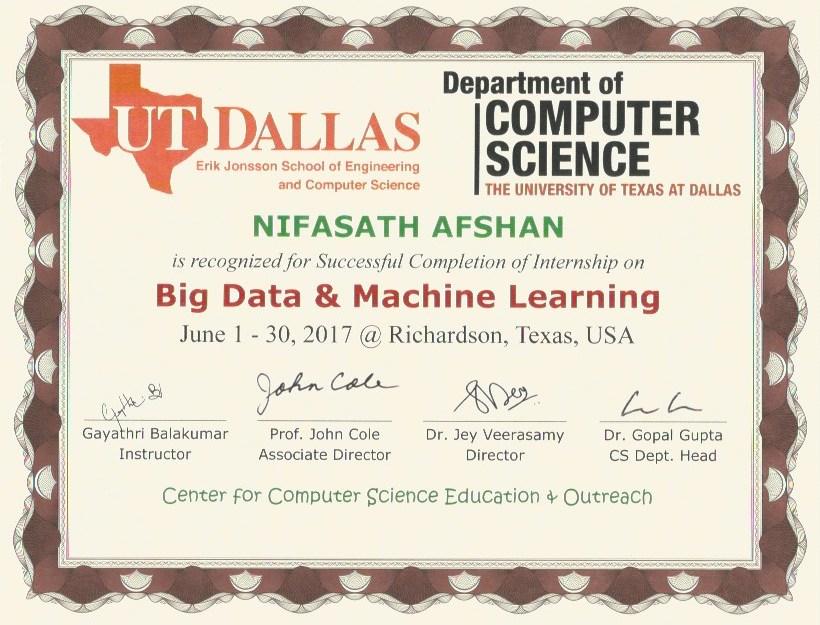 UT DALLAS
Erik Jonsson School of Engineering
and Computer Science
Department of
COMPUTER
SCIENCE
THE UNIVERSITY OF TEXAS AT DALLAS
NIFASATH AFSHAN
is recognized for Successful Completion of Internship on
Big Data & Machine Learning
June 1 - 30, 2017 @ Richardson, Texas, USA
John Cole
Gayathri Balakumar Prof. John Cole Dr. Jey Veerasamy Dr. Gopal Gupta
Instructor Associate Director Director CS Dept. Head
Center for Computer Science Education & Outreach